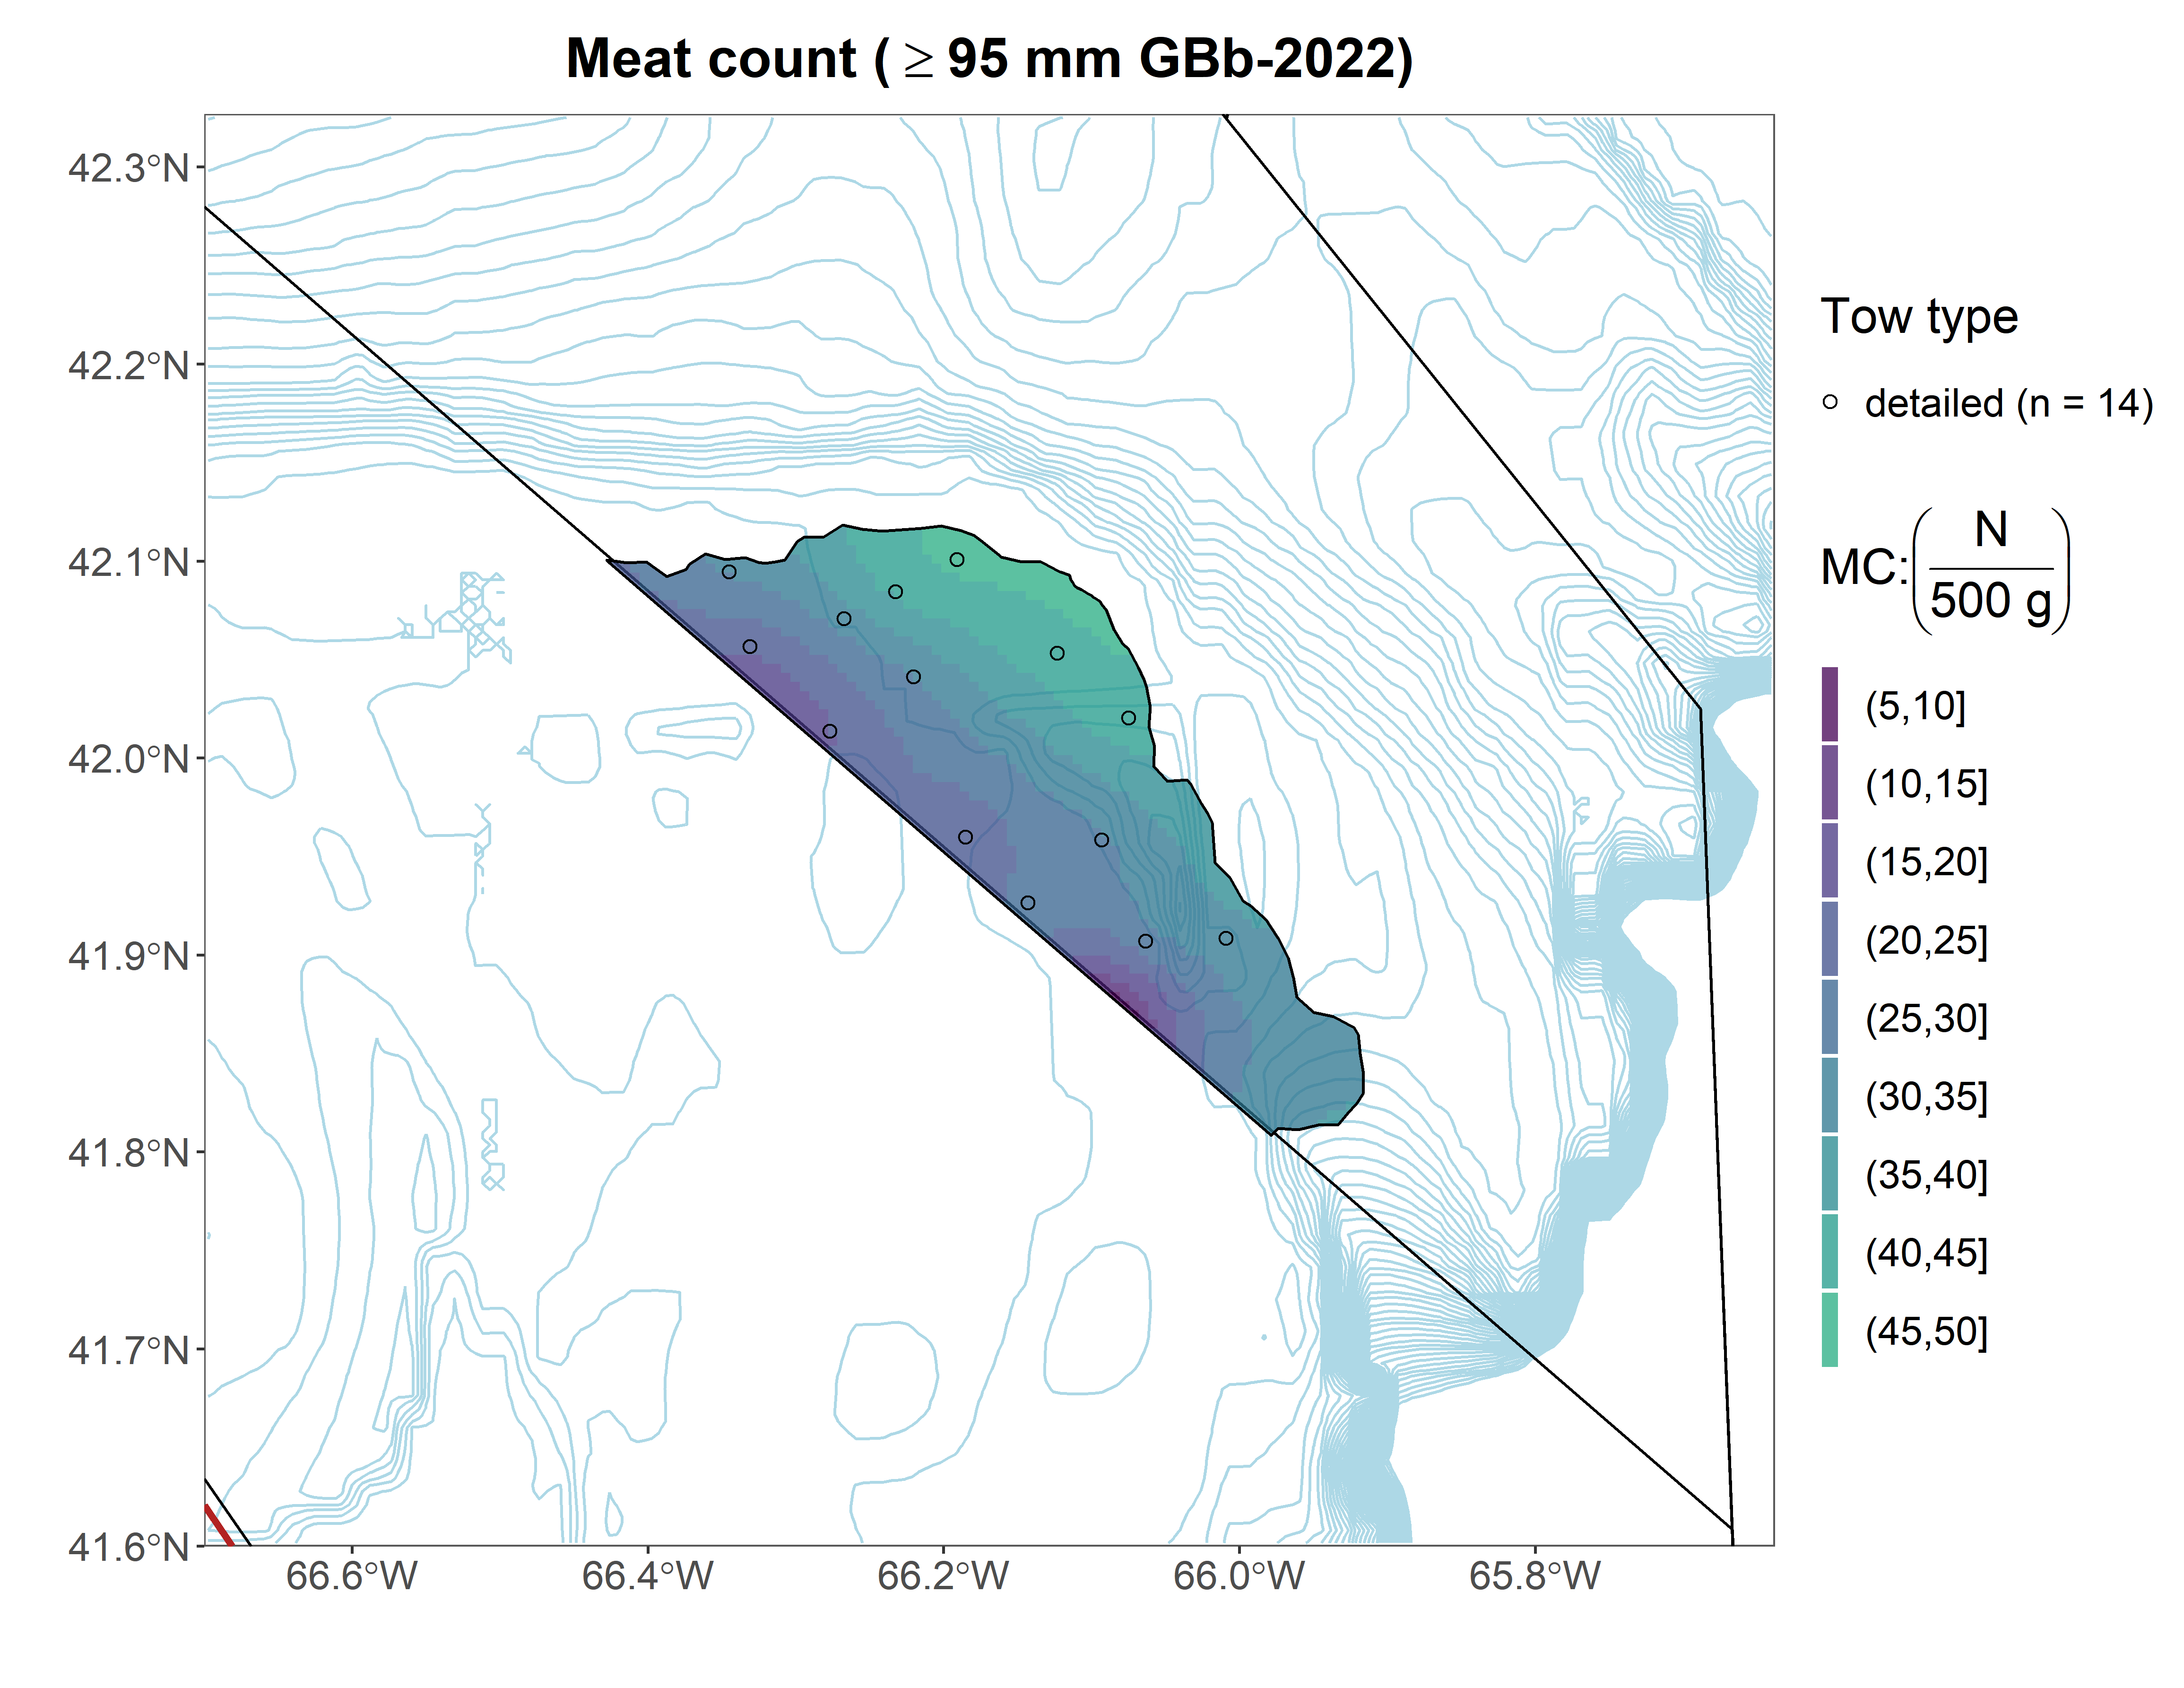 Meat count ( ≥ 95 mm GBb-2022)
42.3°N
42.2°N
42.1°N
42.0°N
41.9°N
41.8°N
41.7°N
41.6°N
66.6°W
66.4°W
66.2°W
66.0°W
65.8°W
Tow type
detailed (n = 14)
MC:(N
500 g)
(5,10]
(10,15]
(15,20]
(20,25]
(25,30]
(30,35]
(35,40]
(40,45]
(45,50]